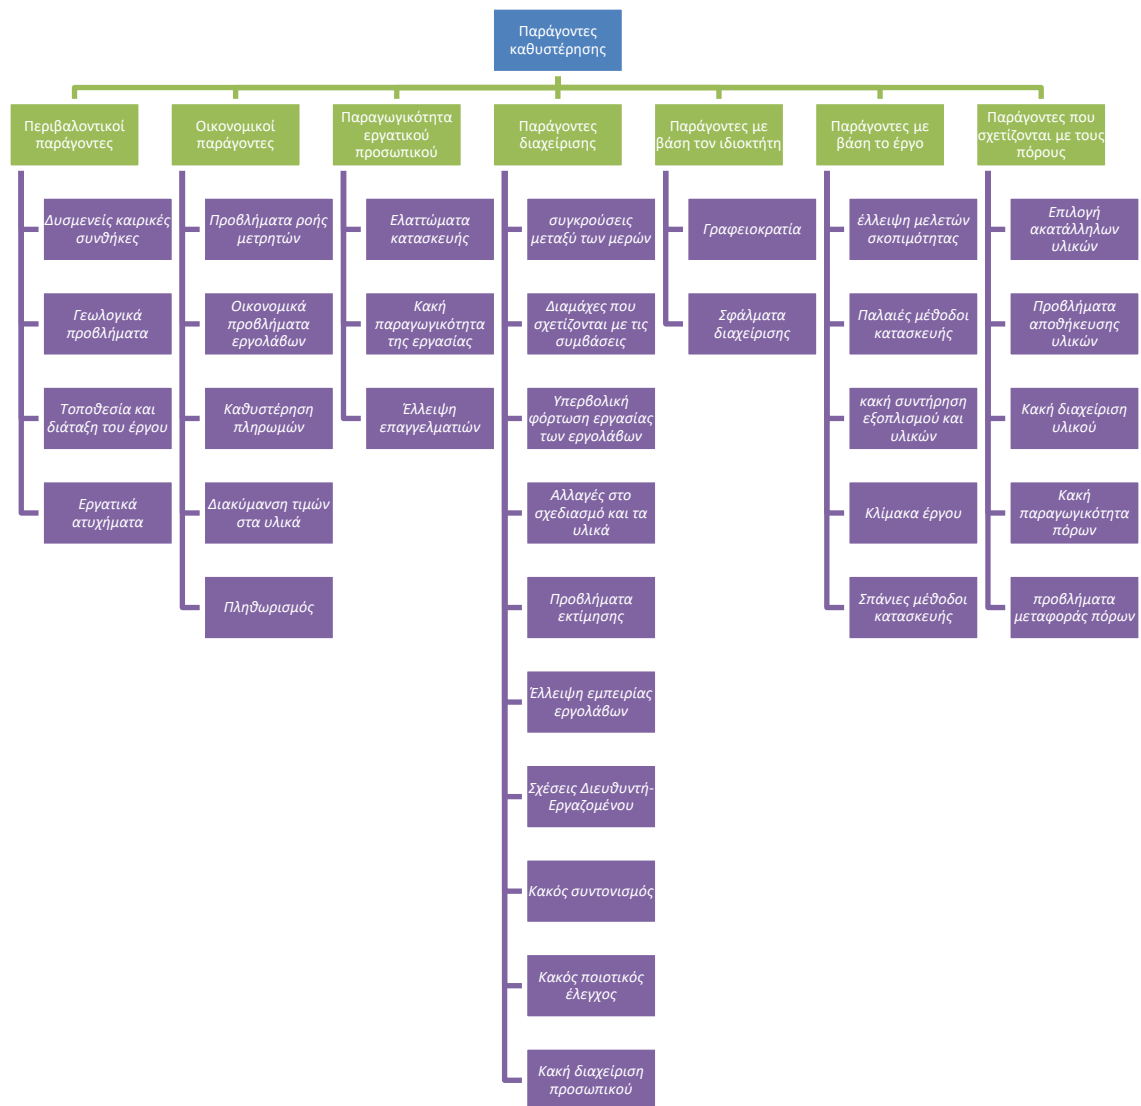 Παράγοντες
καθυστέρησης
Περιβαλοντικοί
παράγοντες
Οικονομικοί
παράγοντες
Παραγωγικότητα
εργατικού
προσωπικού
Παράγοντες
διαχείρισης
Παράγοντες με
βάση τον ιδιοκτήτη
Παράγοντες με
βάση το έργο
Παράγοντες που
σχετίζονται με τους
πόρους
Δυσμενείς καιρικές
συνθήκες
Γεωλογικά
προβλήματα
Τοποθεσία και
διάταξη του έργου
Εργατικά
ατυχήματα
Προβλήματα ροής
μετρητών
Οικονομικά
προβλήματα
εργολάβων
Καθυστέρηση
πληρωμών
Διακύμανση τιμών
στα υλικά
Πληθωρισμός
Ελαττώματα
κατασκευής
Κακή
παραγωγικότητα
της εργασίας
Έλλειψη
επαγγελματιών
συγκρούσεις
μεταξύ των μερών
Διαμάχες που
σχετίζονται με τις
συμβάσεις
Υπερβολική
φόρτωση εργασίας
των εργολάβων
Αλλαγές στο
σχεδιασμό και τα
υλικά
Προβλήματα
εκτίμησης
Έλλειψη εμπειρίας
εργολάβων
Σχέσεις Διευθυντή-
Εργαζομένου
Κακός συντονισμός
Κακός ποιοτικός
έλεγχος
Κακή διαχείριση
προσωπικού
Γραφειοκρατία
Σφάλματα
διαχείρισης
έλλειψη μελετών
σκοπιμότητας
Παλαιές μέθοδοι
κατασκευής
κακή συντήρηση
εξοπλισμού και
υλικών
Κλίμακα έργου
Σπάνιες μέθοδοι
κατασκευής
Επιλογή
ακατάλληλων
υλικών
Προβλήματα
αποθήκευσης
υλικών
Κακή διαχείριση
υλικού
Κακή
παραγωγικότητα
πόρων
προβλήματα
μεταφοράς πόρων